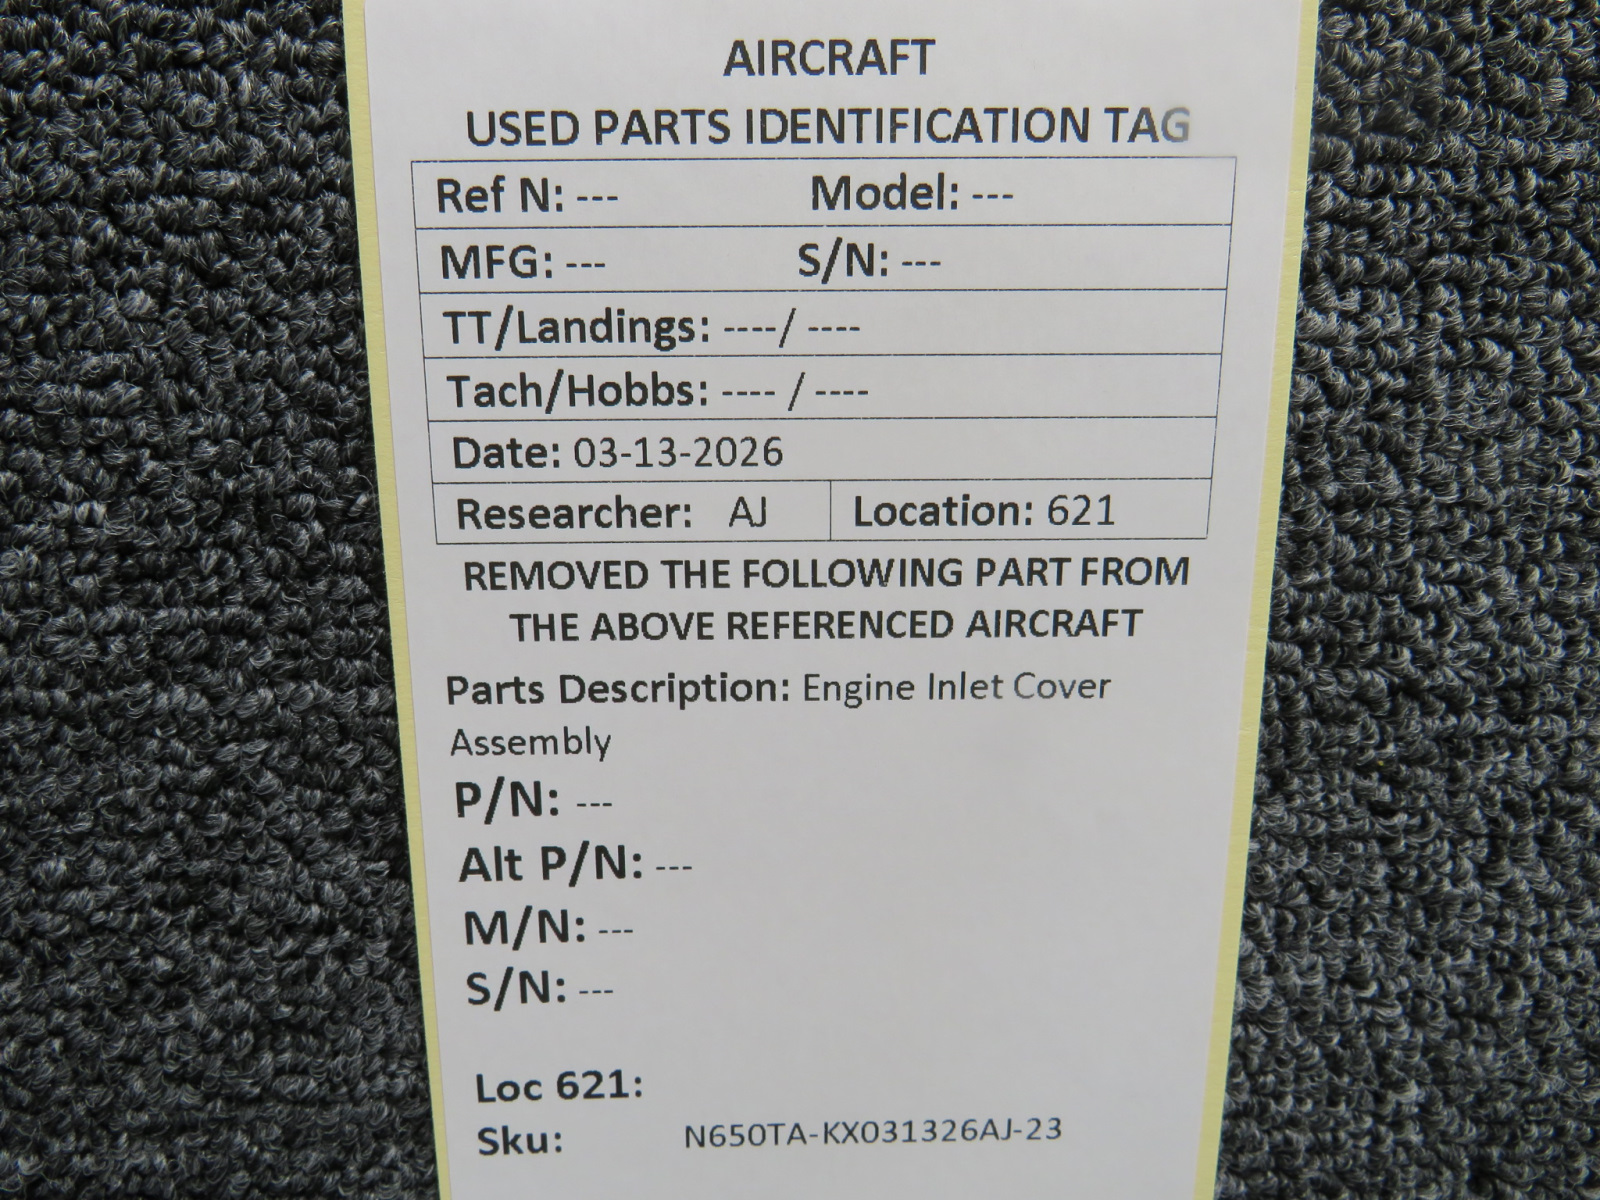 AIRCRAFT
USED PARTS IDENTIFICATION TAG
Ref N: --- Model: ---
MFG: --- S/N: ---
TT/Landings: ----/ ----
Tach/Hobbs: ---- / ----
Date: 03-13-2026
Researcher: AJ Location: 621
REMOVED THE FOLLOWING PART FROM
THE ABOVE REFERENCED AIRCRAFT
Parts Description: Engine Inlet Cover
Assembly
P/N: ---
Alt P/N: ---
M/N: ---
S/N: ---
Loc 621:
Sku: N650TA-KX031326AJ-23